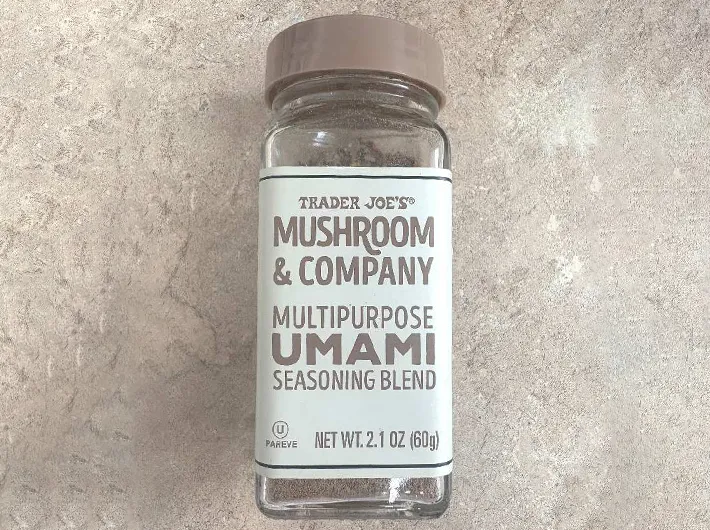 TRADER JOE'S®
MUSHROOM
& COMPANY
MULTIPURPOSE
UMAMI
SEASONING BLEND
U
PAREVE
NET WT. 2.1 OZ (60g)